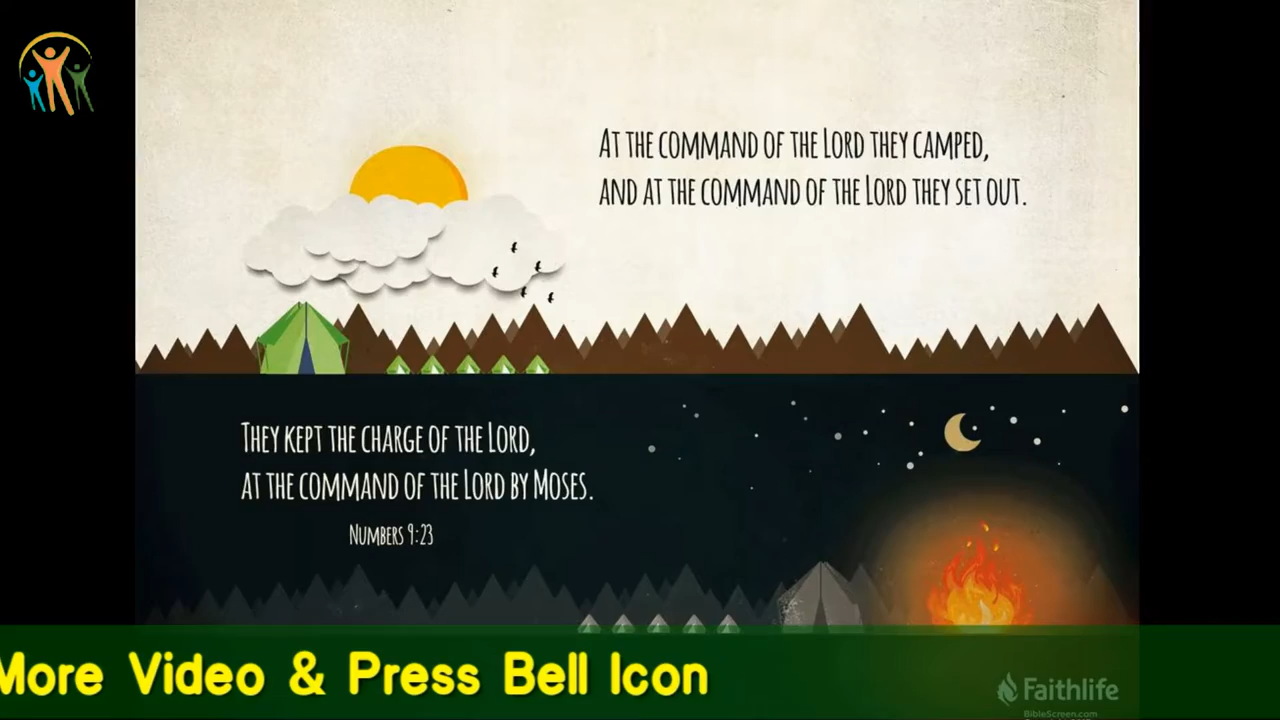 At the command of the Lord they camped,
and at the command of the Lord they set out.
They kept the charge of the Lord,
at the command of the Lord by Moses.
Numbers 9:23
More Video & Press Bell Icon
Faithlife
BibleScreen.com